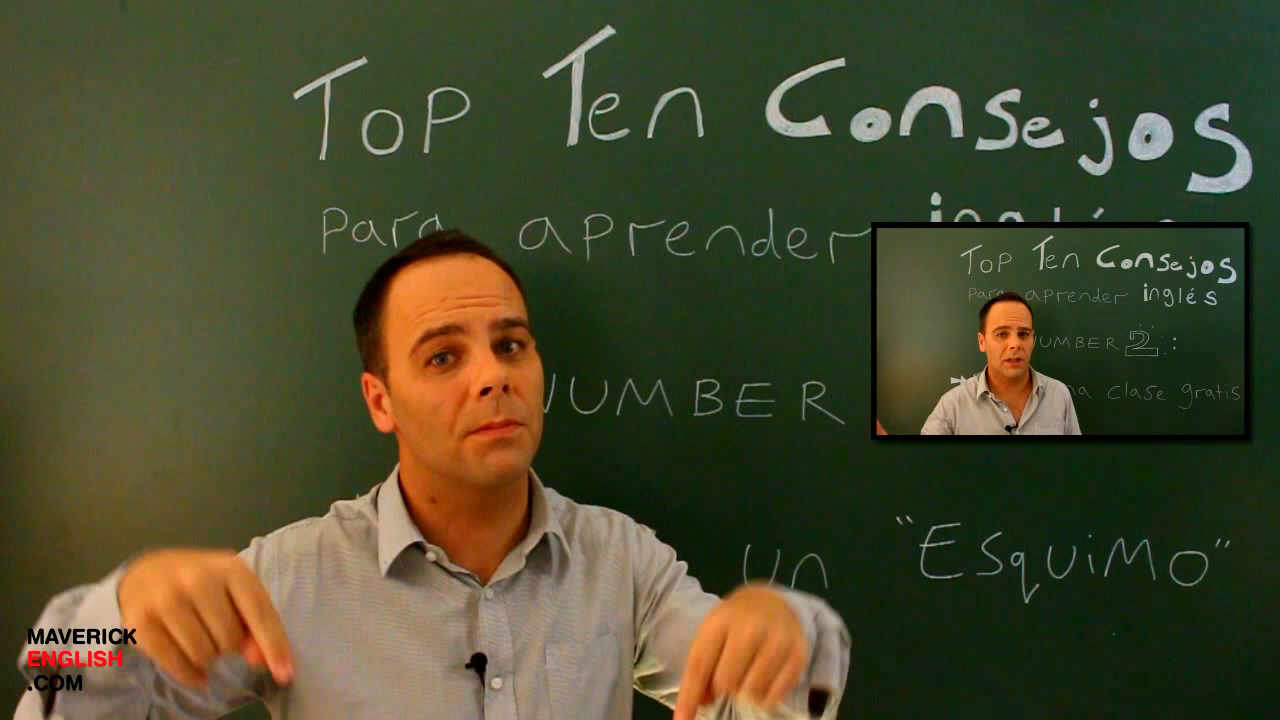 Top Ten Consejos
para aprender inglés
NUMBER
un "Esquimo"
Top Ten Consejos
para aprender inglés
NUMBER 2:
clase gratis
MAVERICK
ENGLISH
.COM